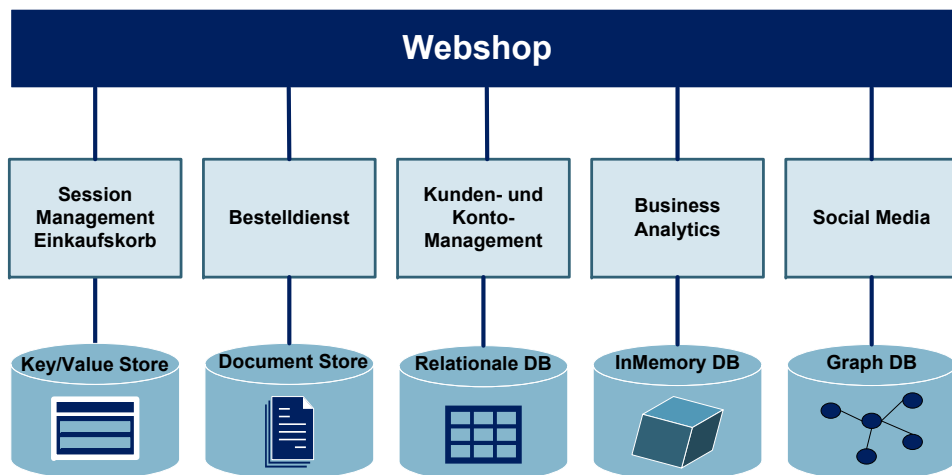 Webshop
Session
Management
Einkaufskorb
Bestelldienst
Kunden- und
Konto-
Management
Business
Analytics
Social Media
Key/Value Store
Document Store
Relationale DB
InMemory DB
Graph DB